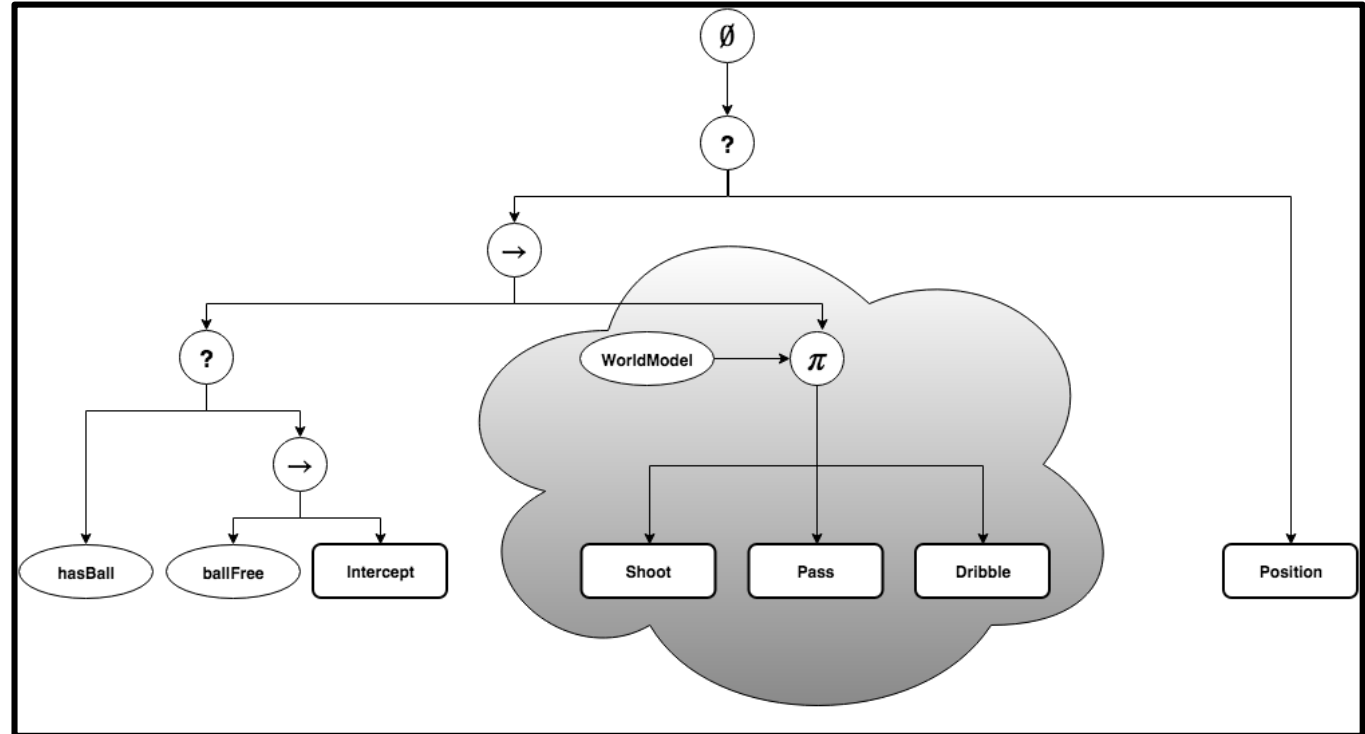 Ø
?
→
?
WorldModel
π
→
hasBall
ballFree
Intercept
Shoot
Pass
Dribble
Position